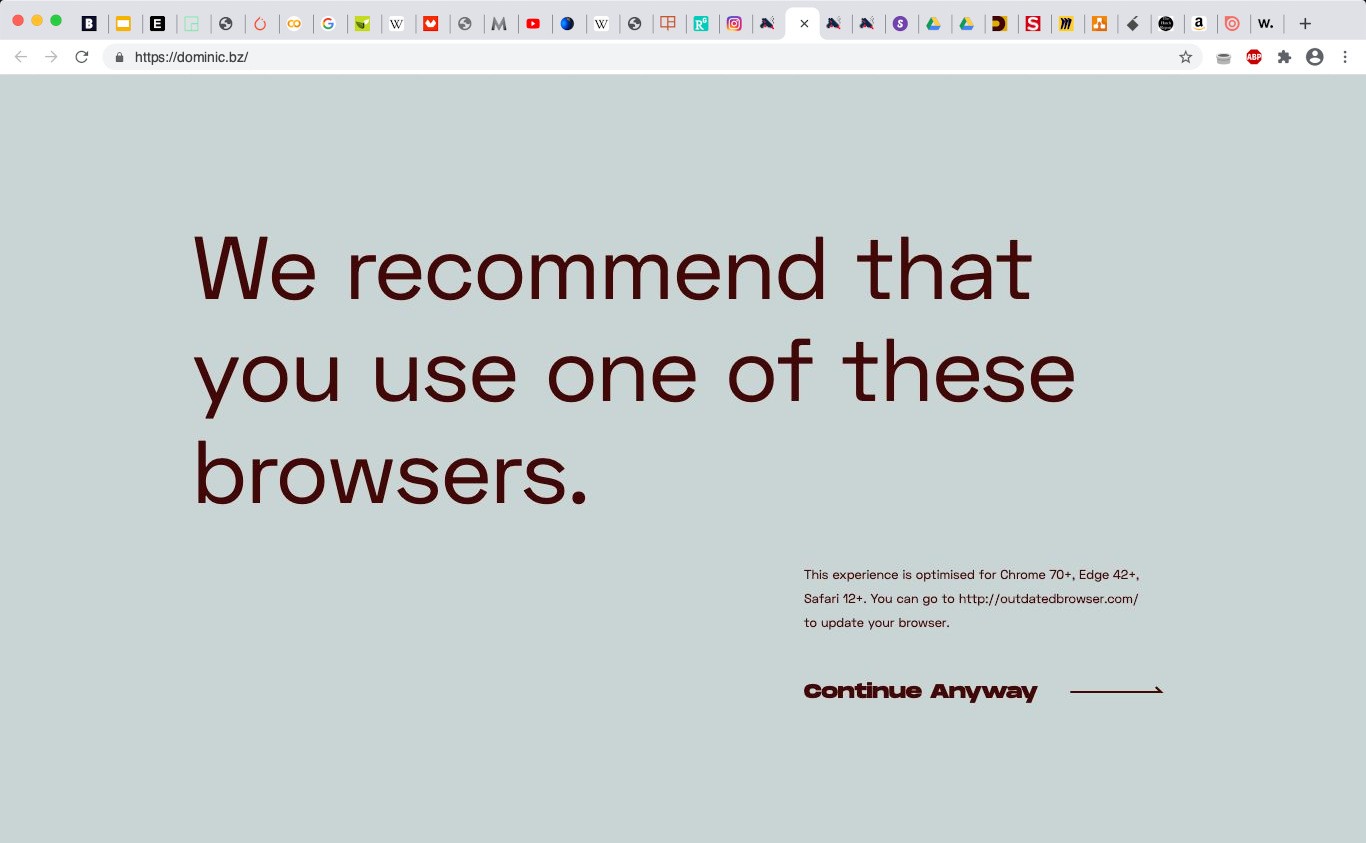 https://dominic.bz/
We recommend that
you use one of these
browsers.
This experience is optimised for Chrome 70+, Edge 42+,
Safari 12+. You can go to http://outdatedbrowser.com/
to update your browser.
Continue Anyway